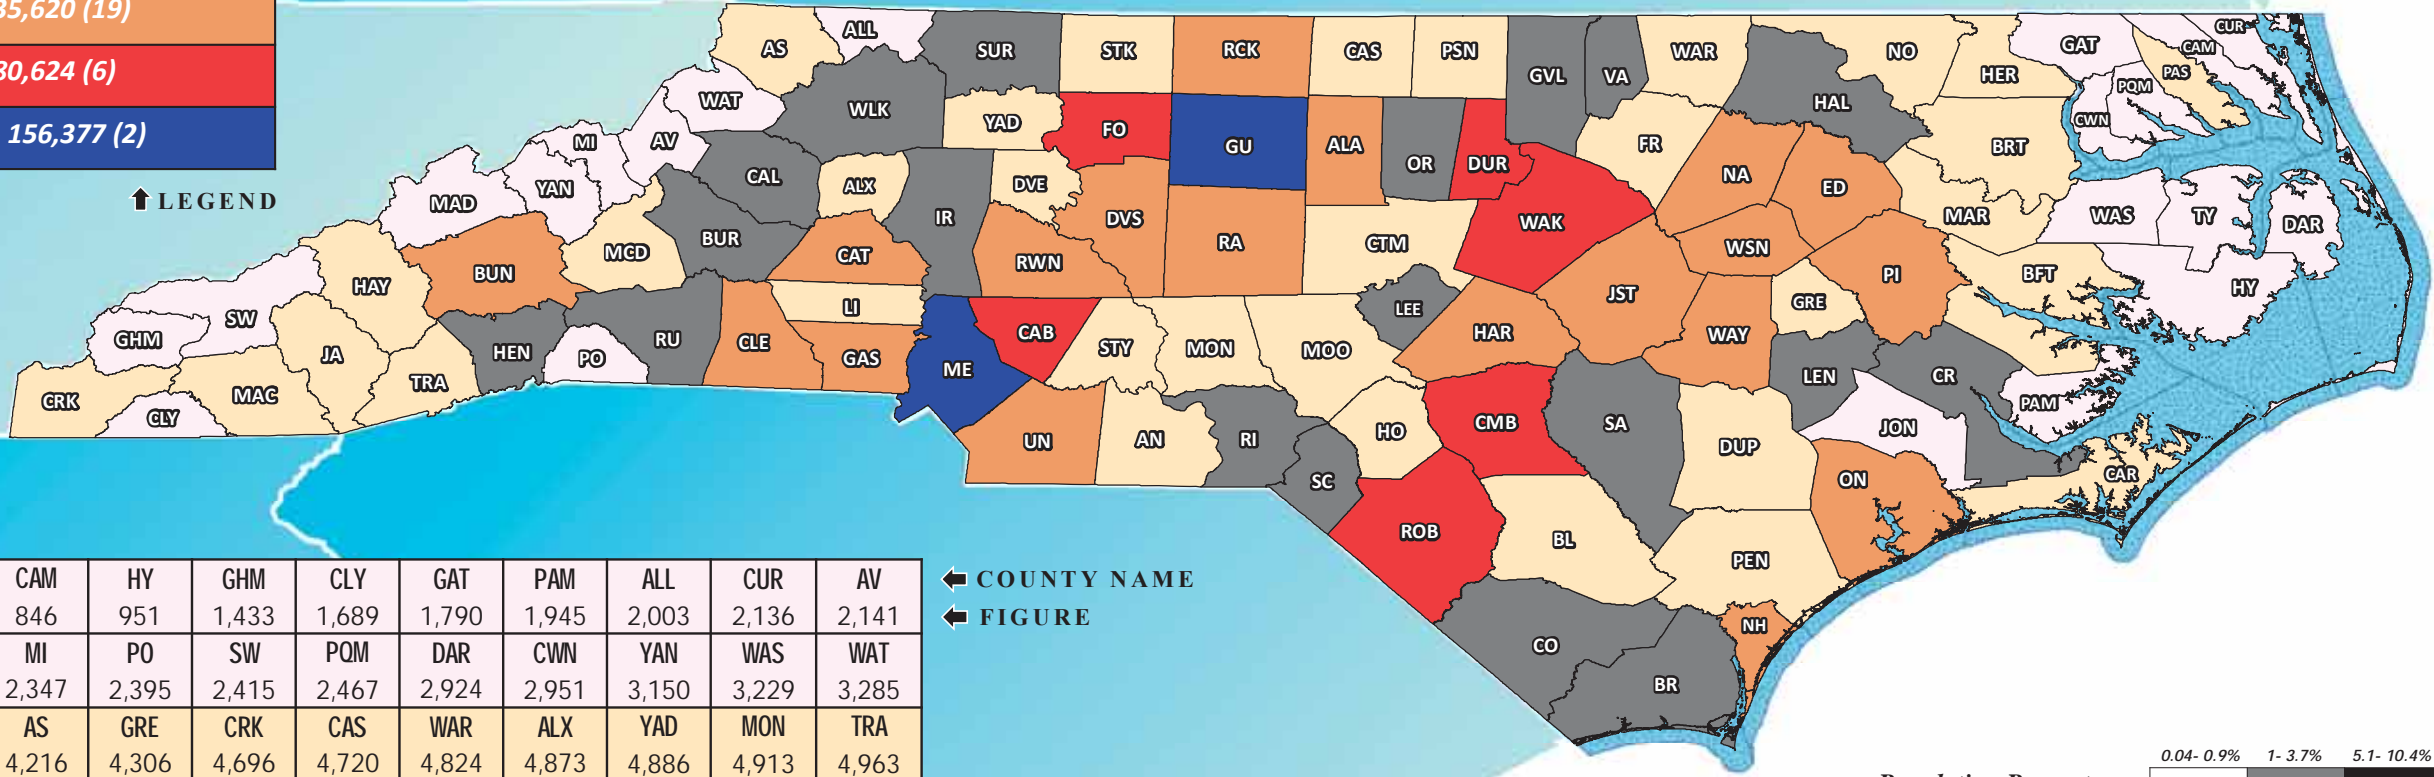 35,620 (19)
30,624 (6)
156,377 (2)
LEGEND
AS
ALL
SUR
STK
RCK
CAS
PSN
GVL
VA
WAR
NO
HER
GAT
CAM
CUR
PAS
PQM
CWN
WAT
WLK
YAD
FO
GU
ALA
OR
DUR
FR
HAL
BRT
MI
AV
CAL
ALX
DVE
NA
ED
MAD
YAN
IR
DVS
RA
CTM
WAK
MAR
WAS
TY
DAR
BUN
MCD
BUR
CAT
RWN
WSN
PI
BFT
HY
HAY
SW
GHM
JA
LI
LEE
HAR
JST
GRE
WAY
HEN
PO
RU
CLE
GAS
ME
CAB
STY
MON
MOO
LEN
CR
PAM
CRK
CLY
MAC
TRA
UN
AN
RI
HO
CMB
SA
DUP
JON
SC
ON
CAR
ROB
BL
PEN
NH
CO
BR
CAM HY GHM CLY GAT PAM ALL CUR AV
846 951 1,433 1,689 1,790 1,945 2,003 2,136 2,141
MI PO SW PQM DAR CWN YAN WAS WAT
2,347 2,395 2,415 2,467 2,924 2,951 3,150 3,229 3,285
AS GRE CRK CAS WAR ALX YAD MON TRA
4,216 4,306 4,696 4,720 4,824 4,873 4,886 4,913 4,963
COUNTY NAME
FIGURE
0.04- 0.9% 1- 3.7% 5.1- 10.4%